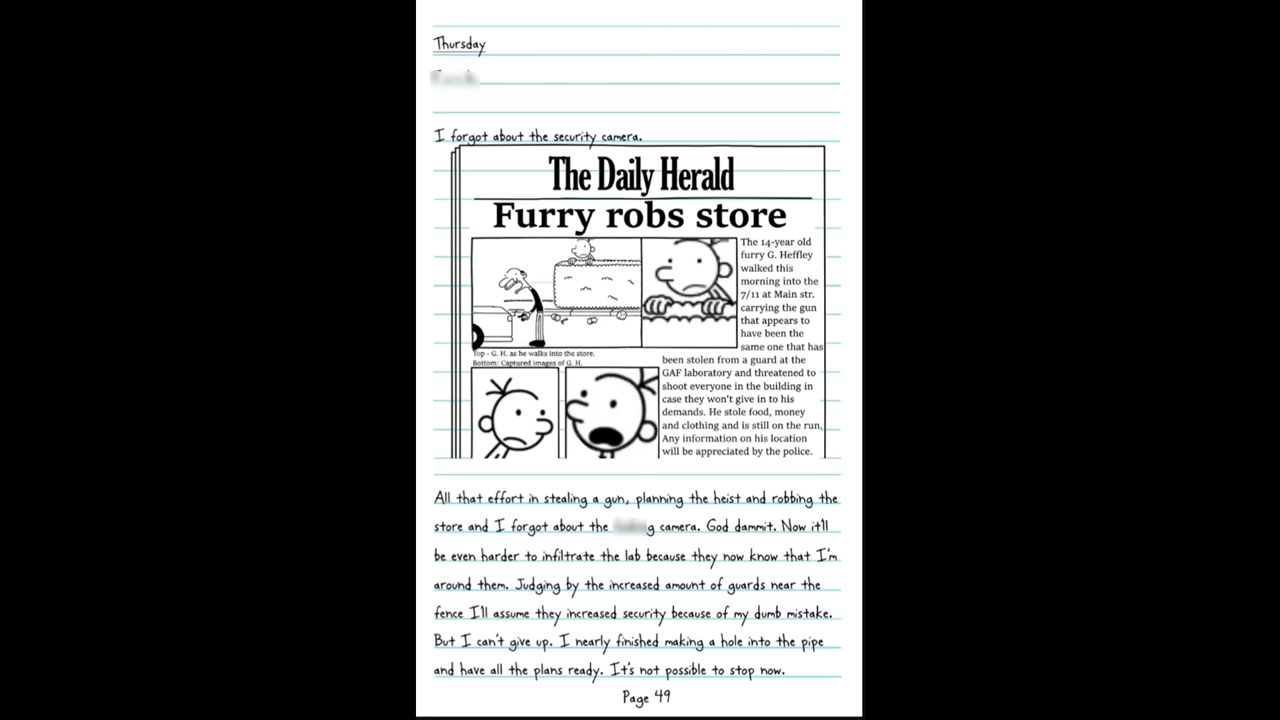 Thursday
I forgot about the security camera.
The Daily Herald
Furry robs store
The 14-year old
furry G. Heffley
walked this
morning into the
7/11 at Main str.
carrying the gun
that appears to
have been the
same one that has
been stolen from a guard at the
GAF laboratory and threatened to
shoot everyone in the building in
case they won't give in to his
demands. He stole food, money
and clothing and is still on the run.
Any information on his location
will be appreciated by the police.
Top - G. H. as he walks into the store.
Bottom: Captured images of G. H.
All that effort in stealing a gun, planning the heist and robbing the
store and I forgot about the camera. God dammit. Now it'll
be even harder to infiltrate the lab because they now know that I'm
around them. Judging by the increased amount of guards near the
fence I'll assume they increased security because of my dumb mistake.
But I can't give up. I nearly finished making a hole into the pipe
and have all the plans ready. It's not possible to stop now.
Page 49